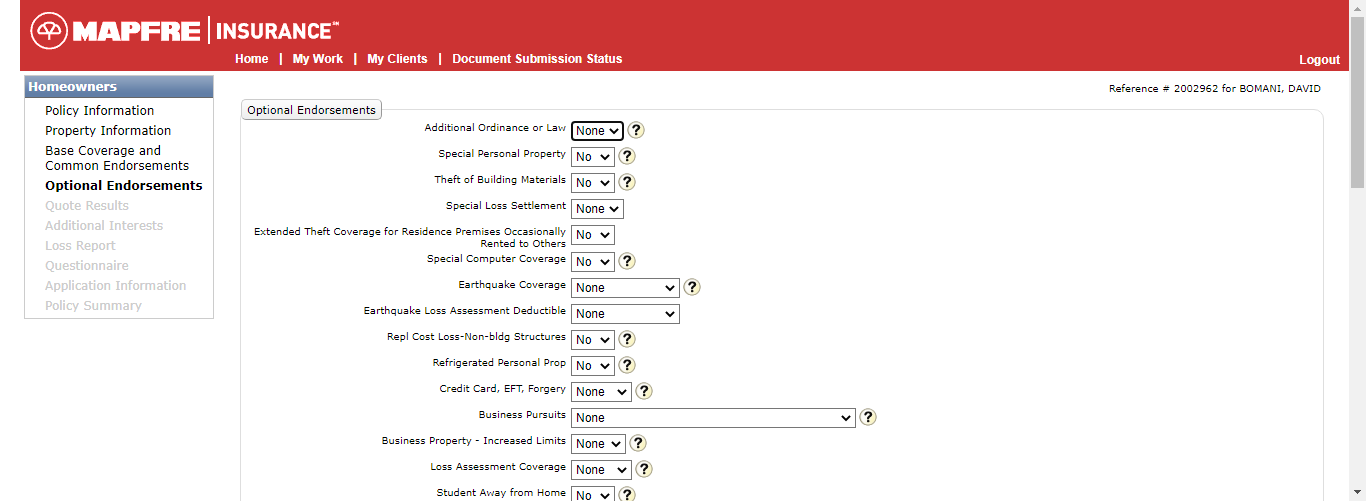 MAPFRE | INSURANCE℠
Home | My Work | My Clients | Document Submission Status
Logout
Homeowners
Policy Information
Property Information
Base Coverage and
Common Endorsements
Optional Endorsements
Quote Results
Additional Interests
Loss Report
Questionnaire
Application Information
Policy Summary
Reference # 2002962 for BOMANI, DAVID
Optional Endorsements
Additional Ordinance or Law None ?
Special Personal Property No ?
Theft of Building Materials No ?
Special Loss Settlement None
Extended Theft Coverage for Residence Premises Occasionally
Rented to Others No
Special Computer Coverage No ?
Earthquake Coverage None ?
Earthquake Loss Assessment Deductible None
Repl Cost Loss-Non-bldg Structures No ?
Refrigerated Personal Prop No ?
Credit Card, EFT, Forgery None ?
Business Pursuits None ?
Business Property - Increased Limits None ?
Loss Assessment Coverage None ?
Student Away from Home No ?